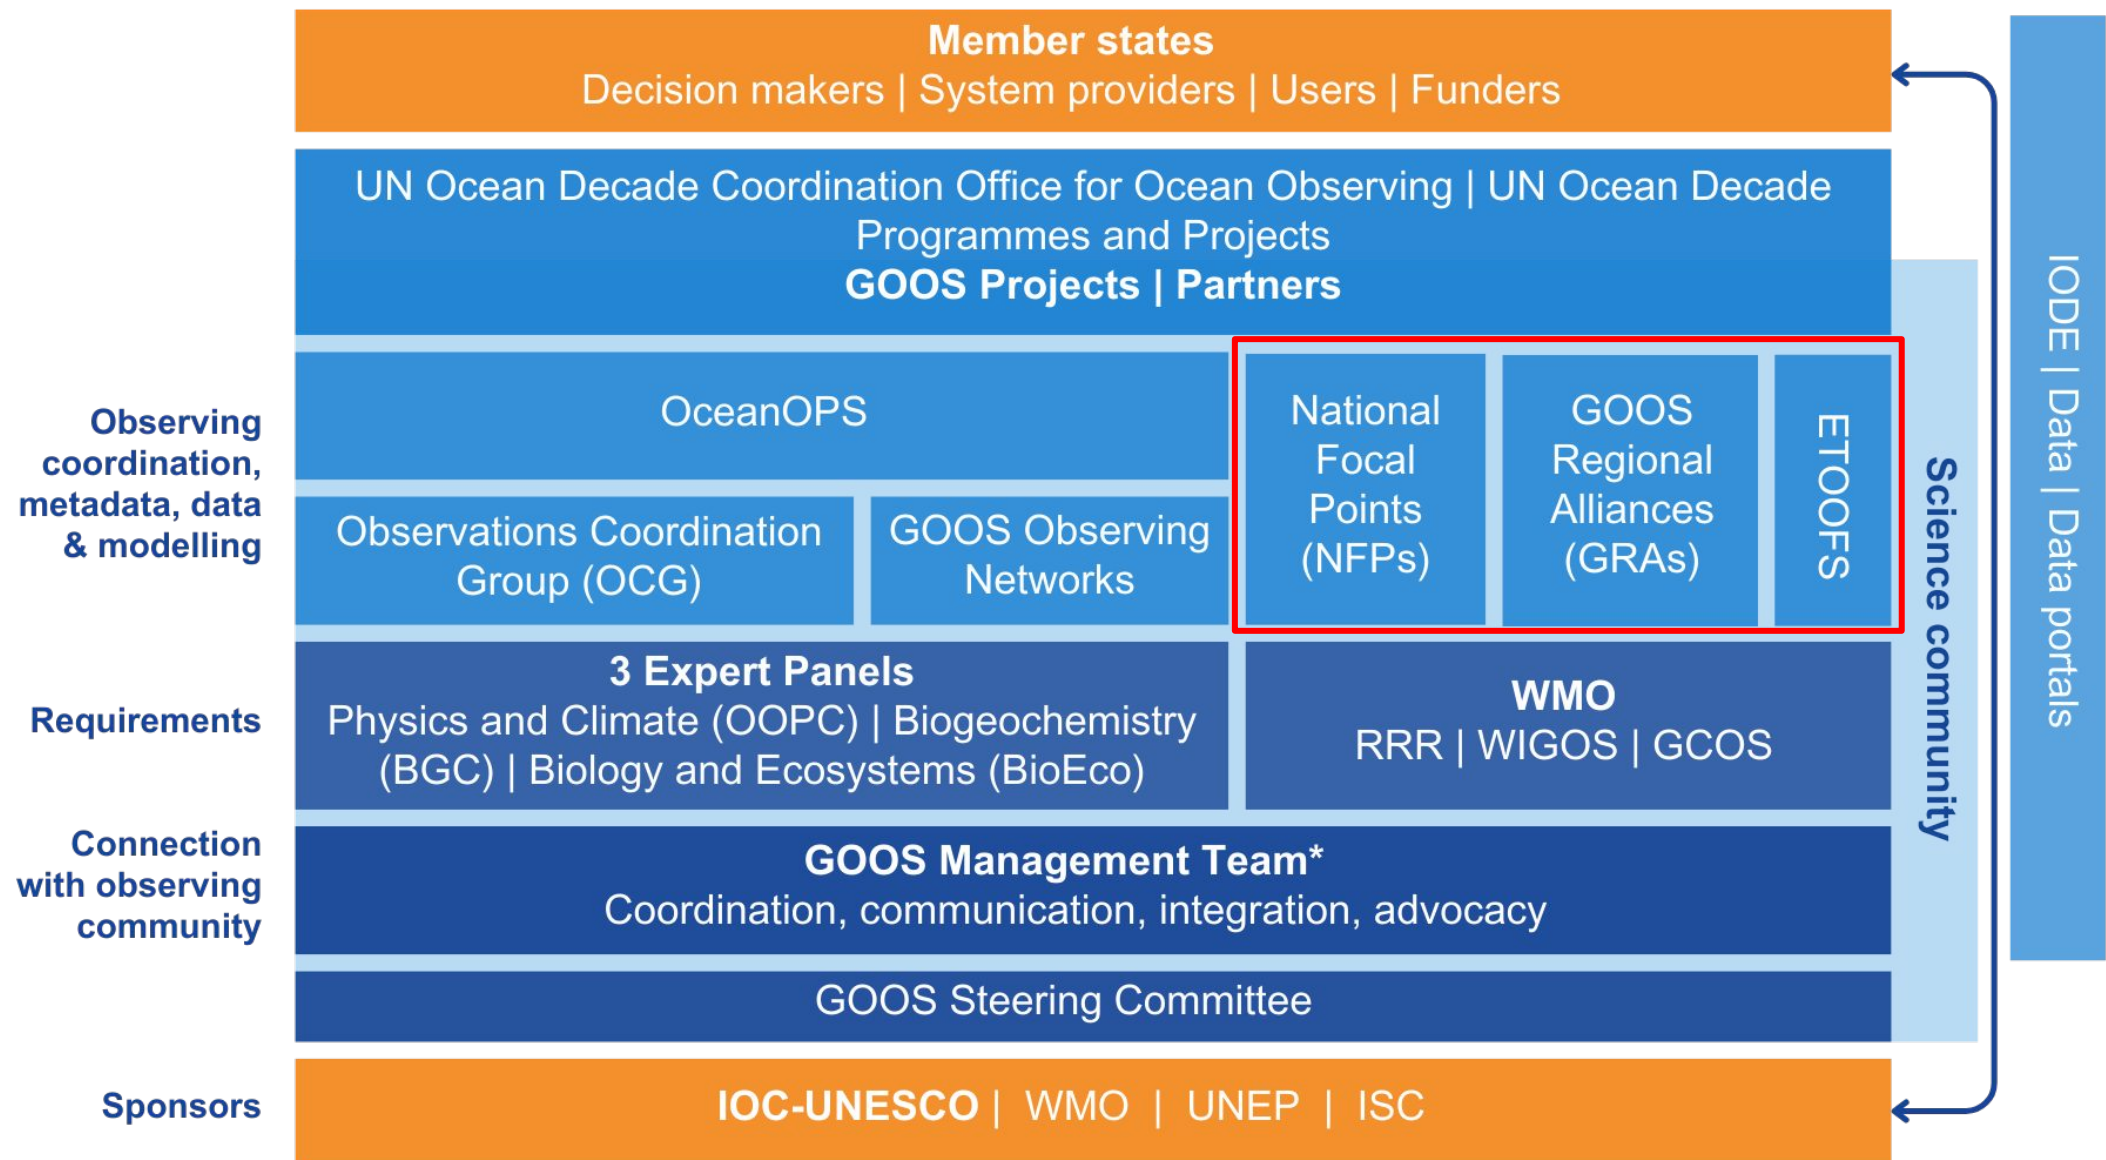 Member states
Decision makers | System providers | Users | Funders
UN Ocean Decade Coordination Office for Ocean Observing | UN Ocean Decade
Programmes and Projects
GOOS Projects | Partners
Observing
coordination,
metadata, data
& modelling
OceanOPS
Observations Coordination
Group (OCG)
GOOS Observing
Networks
National
Focal
Points
(NFPs)
GOOS
Regional
Alliances
(GRAs)
ETOOFS
Requirements
3 Expert Panels
Physics and Climate (OOPC) | Biogeochemistry
(BGC) | Biology and Ecosystems (BioEco)
WMO
RRR | WIGOS | GCOS
Connection
with observing
community
GOOS Management Team*
Coordination, communication, integration, advocacy
GOOS Steering Committee
Sponsors
IOC-UNESCO | WMO | UNEP | ISC
Science community
IODE | Data | Data portals